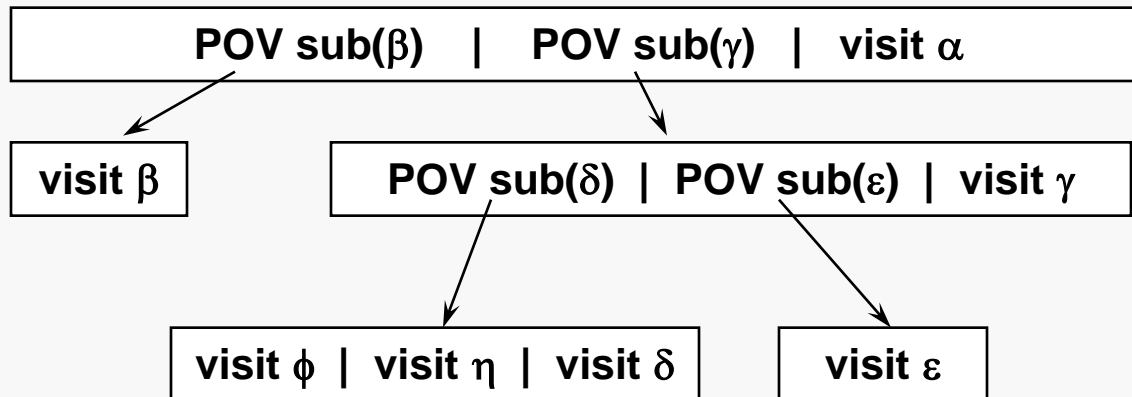 POV sub(β) | POV sub(γ) | visit α
visit β
POV sub(δ) | POV sub(ε) | visit γ
visit ϕ | visit η | visit δ
visit ε